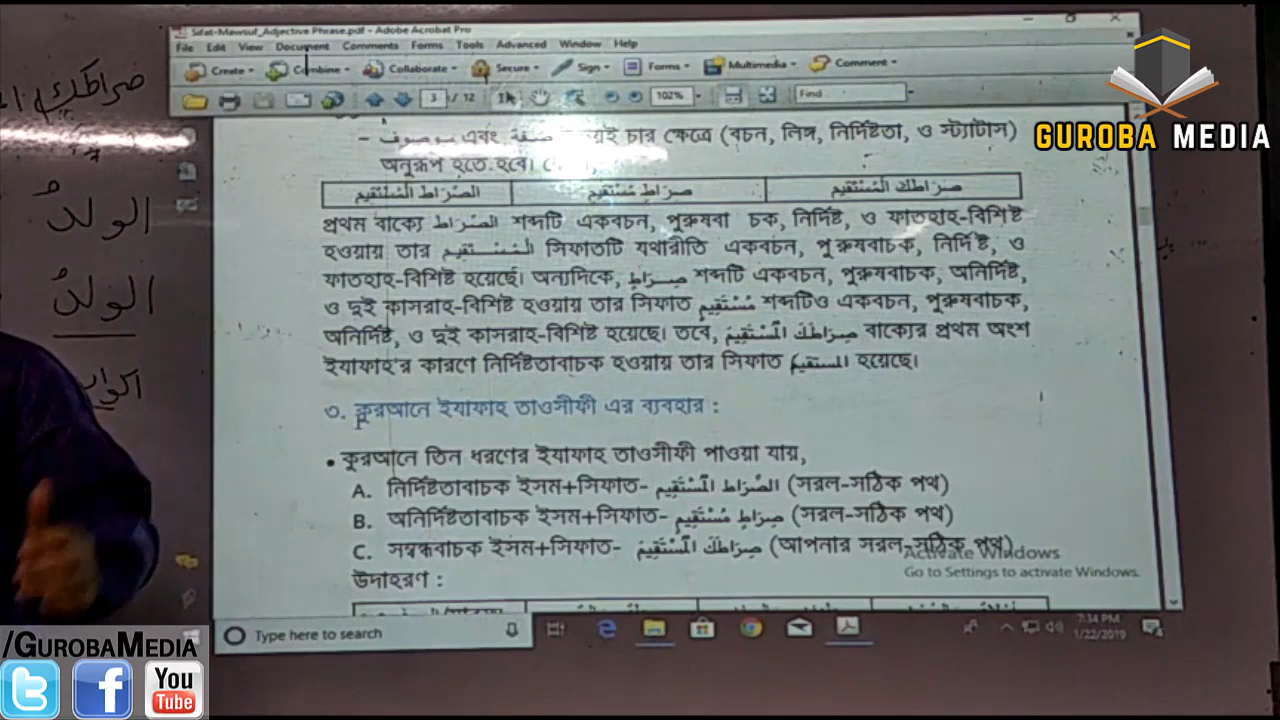 Sifat-Mawsuf_Adjective Phrase.pdf - Adobe Acrobat Pro
File Edit View Document Comments Forms Tools Advanced Window Help
Create Combine Collaborate Secure Sign Forms Multimedia Comment
3 / 12 102% Find
GUROBA MEDIA
– موصوف এবং صفة চার ক্ষেত্রে (বচন, লিঙ্গ, নির্দিষ্টতা, ও স্ট্যাটাস)
অনুরূপ হতে হবে।
الصِّرَاطَ الْمُسْتَقِيمَ صِرَاطٍ مُسْتَقِيمٍ صِرَاطَكَ الْمُسْتَقِيمَ
প্রথম বাক্যে الصِّرَاطَ শব্দটি একবচন, পুরুষবা চক, নির্দিষ্ট, ও ফাতহাহ-বিশিষ্ট
হওয়ায় তার الْمُسْتَقِيمَ সিফাতটি যথারীতি একবচন, পুরুষবাচক, নির্দিষ্ট, ও
ফাতহাহ-বিশিষ্ট হয়েছে। অন্যদিকে, صِرَاطٍ শব্দটি একবচন, পুরুষবাচক, অনির্দিষ্ট,
ও দুই কাসরাহ-বিশিষ্ট হওয়ায় তার সিফাত مُسْتَقِيمٍ শব্দটিও একবচন, পুরুষবাচক,
অনির্দিষ্ট, ও দুই কাসরাহ-বিশিষ্ট হয়েছে। তবে, صِرَاطَكَ الْمُسْتَقِيمَ বাক্যের প্রথম অংশ
ইযাফাহ'র কারণে নির্দিষ্টতাবাচক হওয়ায় তার সিফাত المستقيمَ হয়েছে।
৩. কুরআনে ইযাফাহ তাওসীফী এর ব্যবহার :
• কুরআনে তিন ধরণের ইযাফাহ তাওসীফী পাওয়া যায়,
A. নির্দিষ্টতাবাচক ইসম+সিফাত- الصِّرَاطَ الْمُسْتَقِيمَ (সরল-সঠিক পথ)
B. অনির্দিষ্টতাবাচক ইসম+সিফাত- صِرَاطٍ مُسْتَقِيمٍ (সরল-সঠিক পথ)
C. সম্বন্ধবাচক ইসম+সিফাত- صِرَاطَكَ الْمُسْتَقِيمَ (আপনার সরল-সঠিক পথ)
উদাহরণ :
Activate Windows
Go to Settings to activate Windows.
Type here to search
7:34 PM
1/22/2019
صراطك
الولدُ
الولدُ
/GUROBAMEDIA
You
Tube